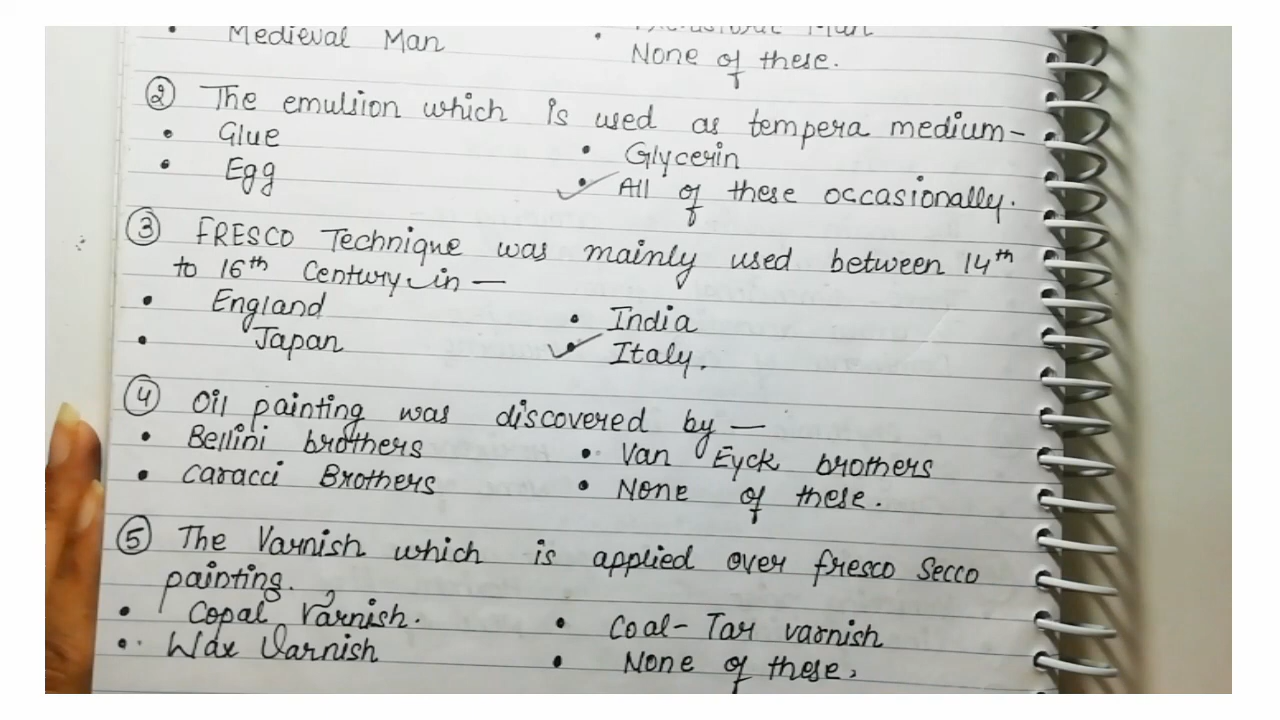 Medieval Man
Man
None of these.
② The emulsion which is used as tempera medium-
Glue
Glycerin
Egg
All of these occasionally.
③ FRESCO Technique was mainly used between 14th
to 16th Century in —
England
India
Japan
Italy.
④ Oil painting was discovered by —
Bellini brothers
Van Eyck brothers
Caracci Brothers
None of these.
⑤ The Varnish which is applied over fresco Secco
painting.
Copal Varnish.
Coal-Tar varnish
Wax Varnish
None of these.